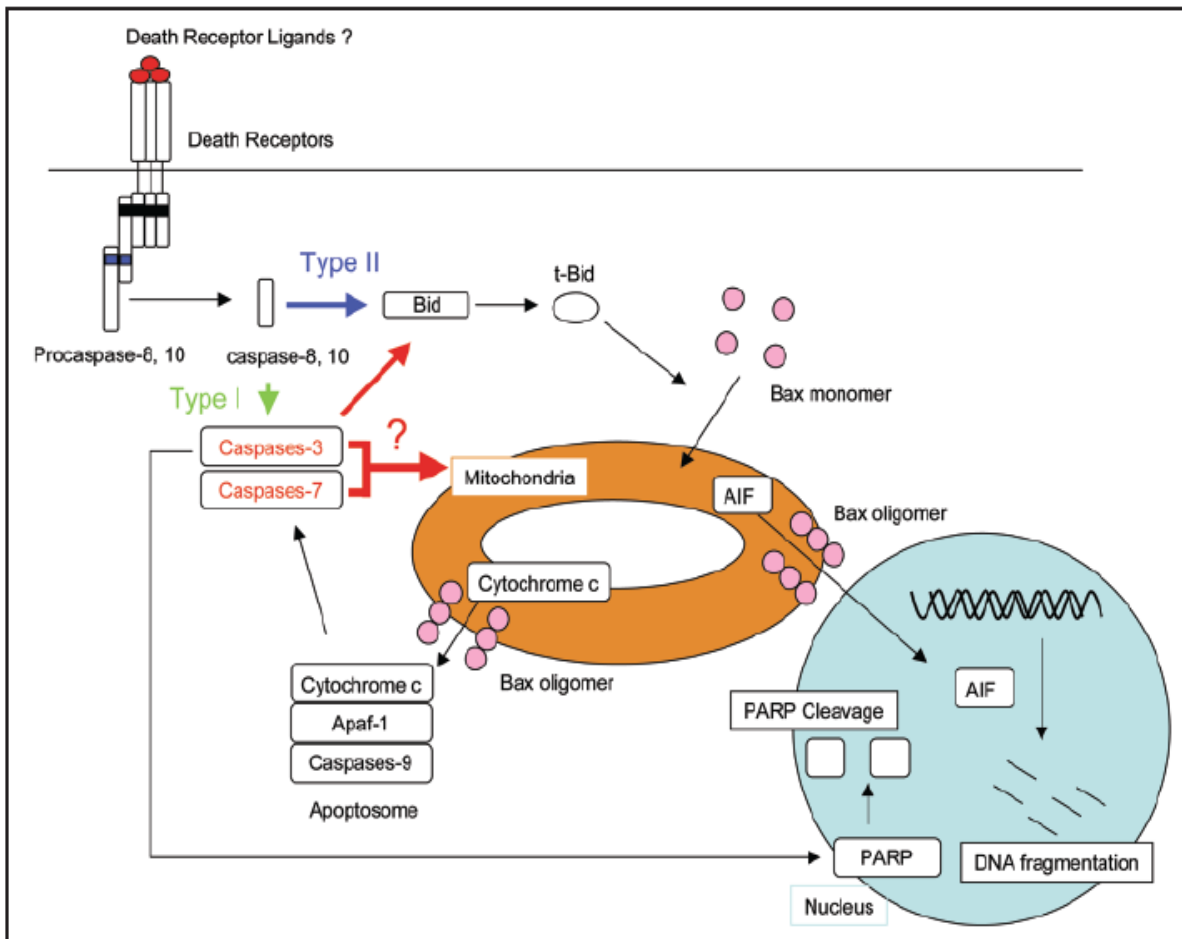 Death Receptor Ligands ?
Death Receptors
Type II
t-Bid
Bid
Procaspase-8, 10
caspase-8, 10
Bax monomer
Type I
Caspases-3
?
Caspases-7
Mitochondria
AIF
Bax oligomer
Cytochrome c
Cytochrome c
Bax oligomer
AIF
Apaf-1
PARP Cleavage
Caspases-9
Apoptosome
PARP
DNA fragmentation
Nucleus